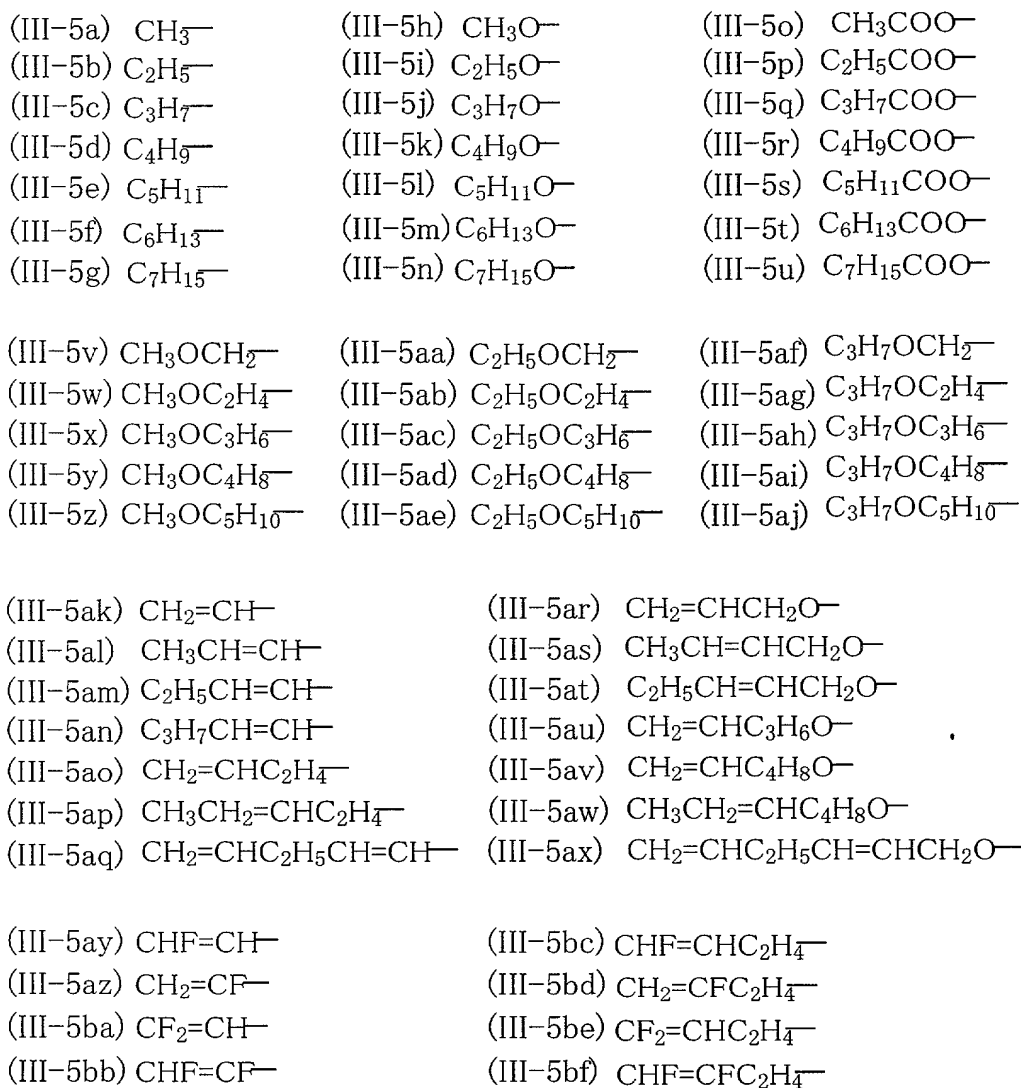 (III-5a) CH₃— (III-5h) CH₃O— (III-5o) CH₃COO—
(III-5b) C₂H₅— (III-5i) C₂H₅O— (III-5p) C₂H₅COO—
(III-5c) C₃H₇— (III-5j) C₃H₇O— (III-5q) C₃H₇COO—
(III-5d) C₄H₉— (III-5k) C₄H₉O— (III-5r) C₄H₉COO—
(III-5e) C₅H₁₁— (III-5l) C₅H₁₁O— (III-5s) C₅H₁₁COO—
(III-5f) C₆H₁₃— (III-5m) C₆H₁₃O— (III-5t) C₆H₁₃COO—
(III-5g) C₇H₁₅— (III-5n) C₇H₁₅O— (III-5u) C₇H₁₅COO—
(III-5v) CH₃OCH₂— (III-5aa) C₂H₅OCH₂— (III-5af) C₃H₇OCH₂—
(III-5w) CH₃OC₂H₄— (III-5ab) C₂H₅OC₂H₄— (III-5ag) C₃H₇OC₂H₄—
(III-5x) CH₃OC₃H₆— (III-5ac) C₂H₅OC₃H₆— (III-5ah) C₃H₇OC₃H₆—
(III-5y) CH₃OC₄H₈— (III-5ad) C₂H₅OC₄H₈— (III-5ai) C₃H₇OC₄H₈—
(III-5z) CH₃OC₅H₁₀— (III-5ae) C₂H₅OC₅H₁₀— (III-5aj) C₃H₇OC₅H₁₀—
(III-5ak) CH₂=CH— (III-5ar) CH₂=CHCH₂O—
(III-5al) CH₃CH=CH— (III-5as) CH₃CH=CHCH₂O—
(III-5am) C₂H₅CH=CH— (III-5at) C₂H₅CH=CHCH₂O—
(III-5an) C₃H₇CH=CH— (III-5au) CH₂=CHC₃H₆O—
(III-5ao) CH₂=CHC₂H₄— (III-5av) CH₂=CHC₄H₈O—
(III-5ap) CH₃CH₂=CHC₂H₄— (III-5aw) CH₃CH₂=CHC₄H₈O—
(III-5aq) CH₂=CHC₂H₅CH=CH— (III-5ax) CH₂=CHC₂H₅CH=CHCH₂O—
(III-5ay) CHF=CH— (III-5bc) CHF=CHC₂H₄—
(III-5az) CH₂=CF— (III-5bd) CH₂=CFC₂H₄—
(III-5ba) CF₂=CH— (III-5be) CF₂=CHC₂H₄—
(III-5bb) CHF=CF— (III-5bf) CHF=CFC₂H₄—